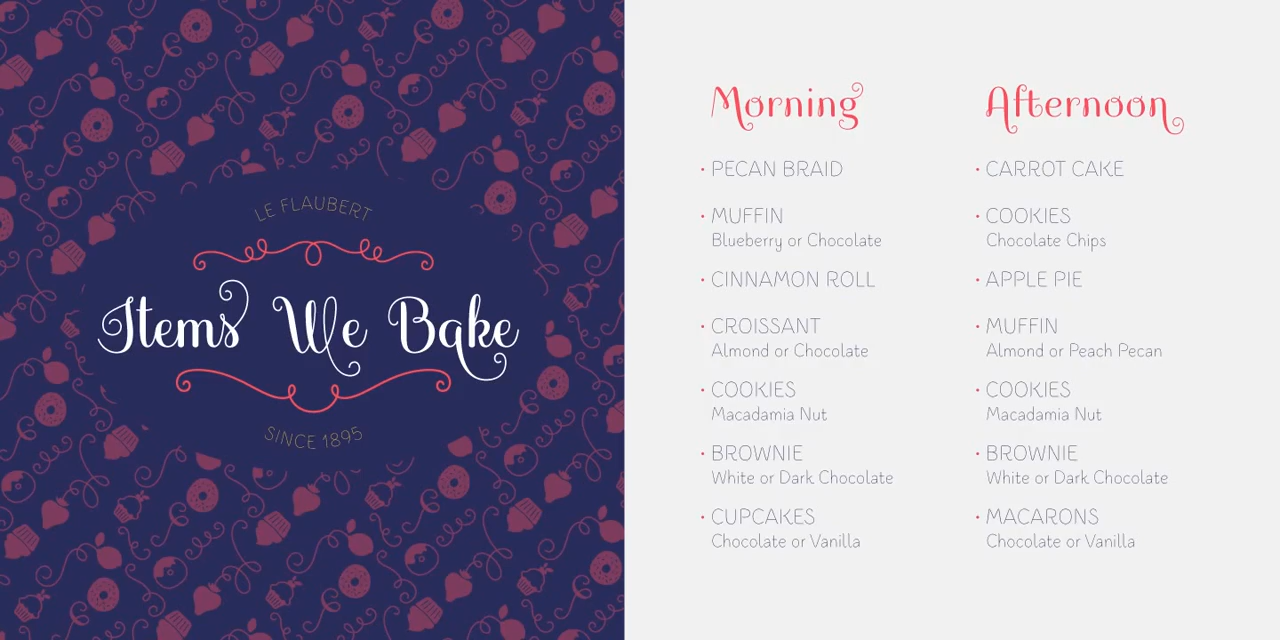 LE FLAUBERT
Items We Bake
SINCE 1895
Morning
PECAN BRAID
MUFFIN
Blueberry or Chocolate
CINNAMON ROLL
CROISSANT
Almond or Chocolate
COOKIES
Macadamia Nut
BROWNIE
White or Dark Chocolate
CUPCAKES
Chocolate or Vanilla
Afternoon
CARROT CAKE
COOKIES
Chocolate Chips
APPLE PIE
MUFFIN
Almond or Peach Pecan
COOKIES
Macadamia Nut
BROWNIE
White or Dark Chocolate
MACARONS
Chocolate or Vanilla